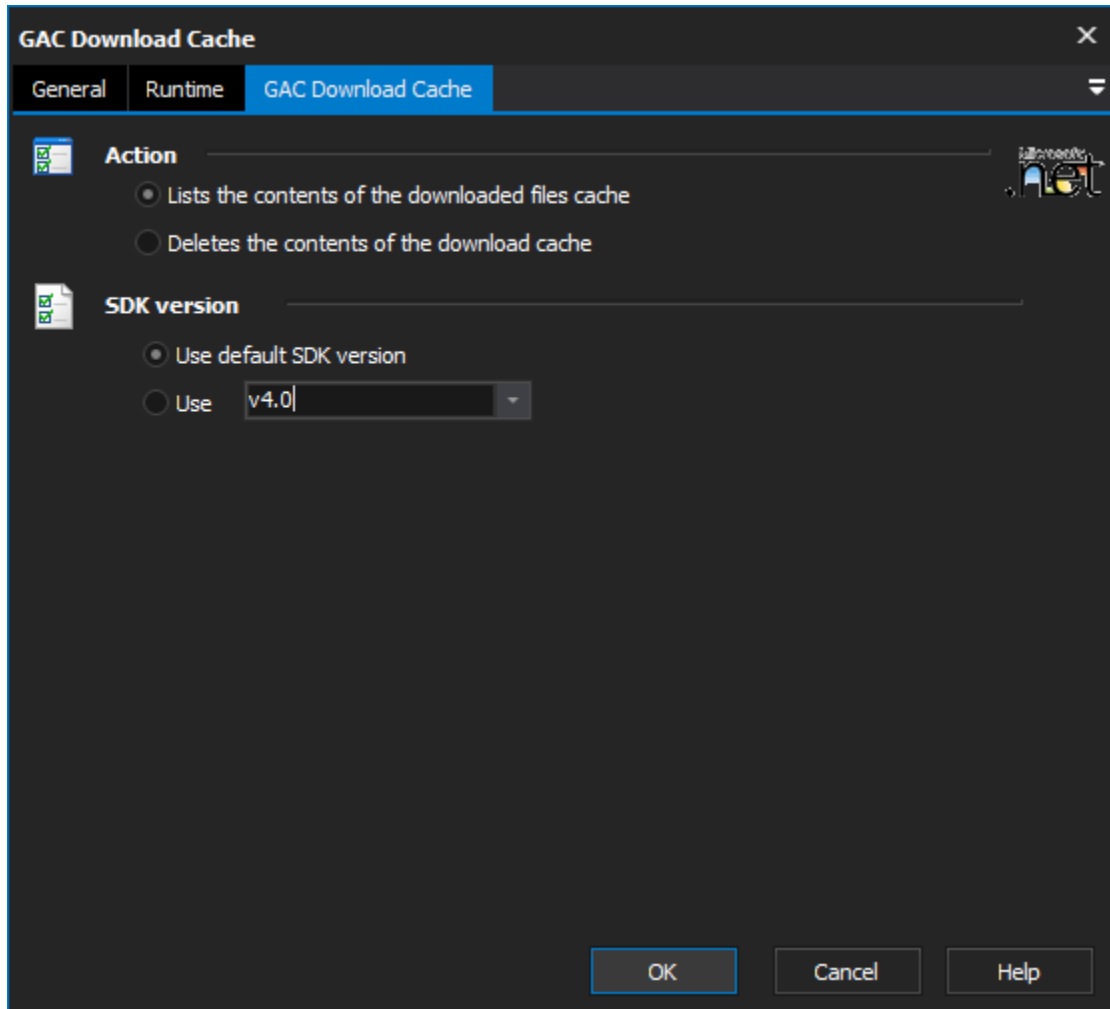 GAC Download Cache
General
Runtime
GAC Download Cache
Action
Lists the contents of the downloaded files cache
Deletes the contents of the download cache
.net
SDK version
Use default SDK version
Use
v4.0
OK
Cancel
Help